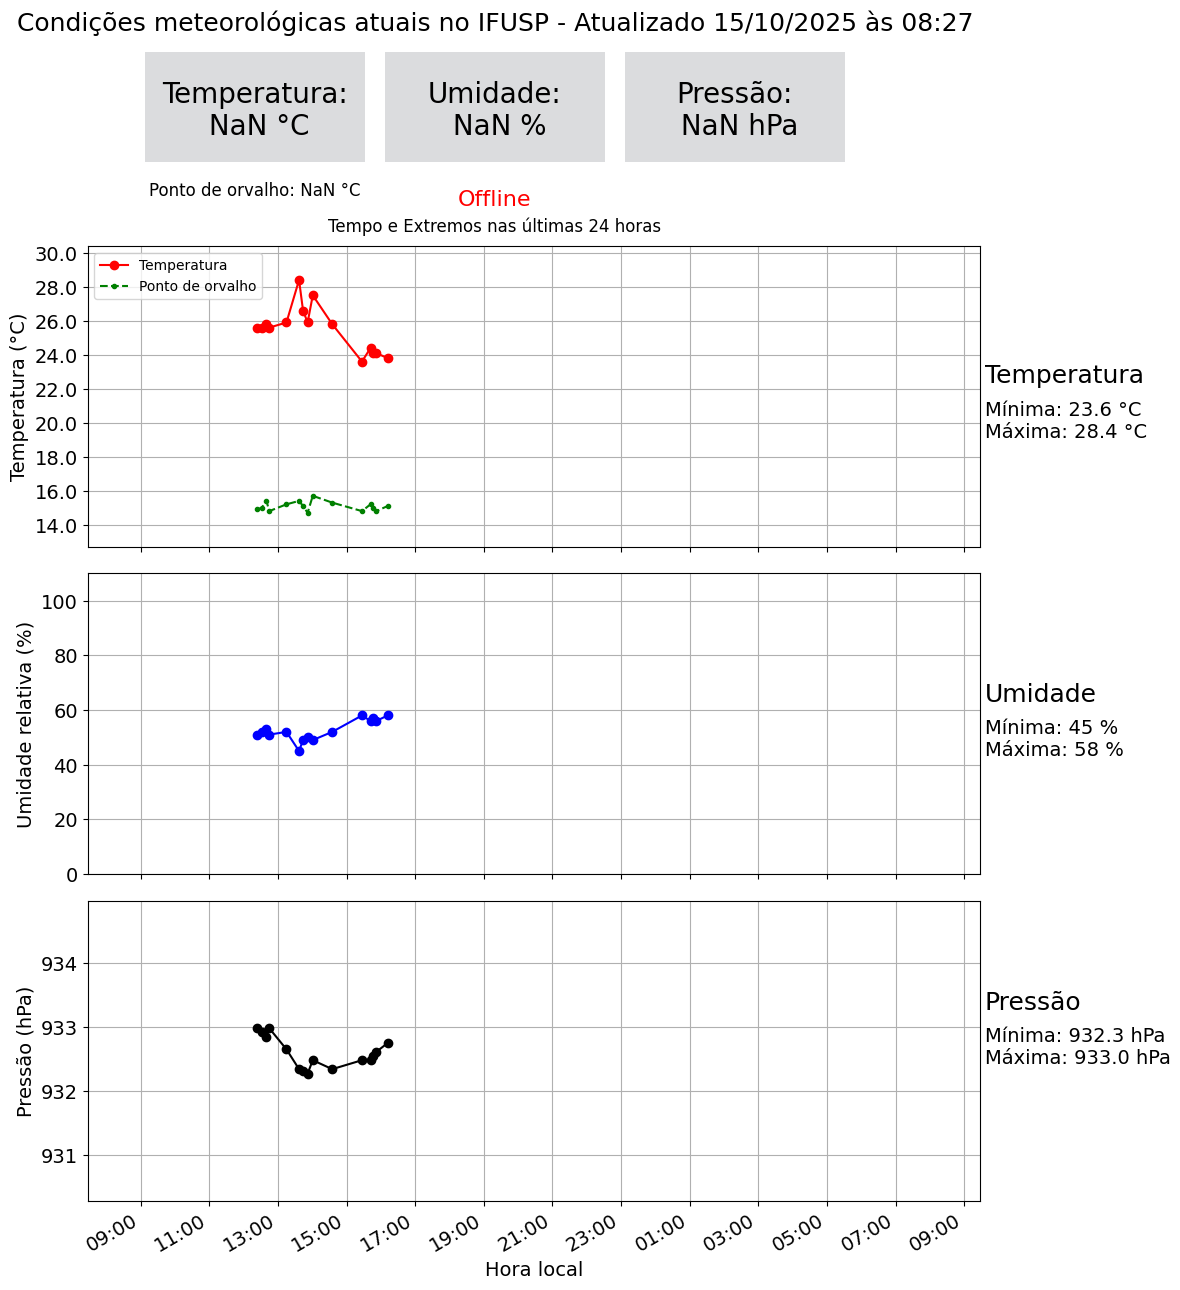 Condições meteorológicas atuais no IFUSP - Atualizado 15/10/2025 às 08:27
Temperatura:
NaN °C
Umidade:
NaN %
Pressão:
NaN hPa
Ponto de orvalho: NaN °C
Offline
Tempo e Extremos nas últimas 24 horas
Temperatura (°C)
30.0
28.0
26.0
24.0
22.0
20.0
18.0
16.0
14.0
Temperatura
Ponto de orvalho
Temperatura
Mínima: 23.6 °C
Máxima: 28.4 °C
Umidade relativa (%)
100
80
60
40
20
0
Umidade
Mínima: 45 %
Máxima: 58 %
Pressão (hPa)
934
933
932
931
Pressão
Mínima: 932.3 hPa
Máxima: 933.0 hPa
09:00
11:00
13:00
15:00
17:00
19:00
21:00
23:00
01:00
03:00
05:00
07:00
09:00
Hora local